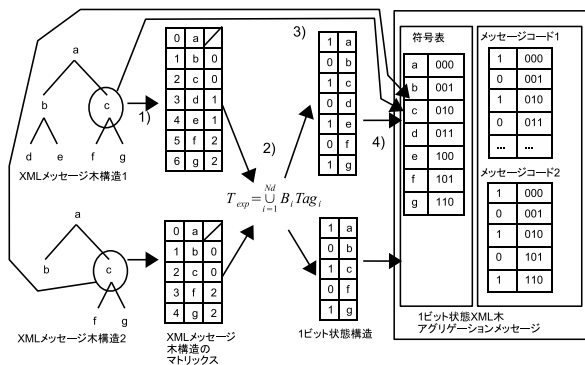 a
b
c
d
e
f
g
XMLメッセージ木構造1
1)
0 a
1 b 0
2 c 0
3 d 1
4 e 1
5 f 2
6 g 2
2)
T exp = ∪ Nd i=1 B i Tag i
3)
1 a
0 b
1 c
0 d
1 e
0 f
1 g
4)
符号表
a 000
b 001
c 010
d 011
e 100
f 101
g 110
メッセージコード1
1 000
0 001
1 010
0 011
... ...
メッセージコード2
1 000
0 001
1 010
0 101
1 110
1ビット状態XML木
アグリゲーションメッセージ
a
b
c
f
g
XMLメッセージ木構造2
0 a
1 b 0
2 c 0
3 f 2
4 g 2
XMLメッセージ
木構造の
マトリックス
1 a
0 b
1 c
0 f
1 g
1ビット状態構造